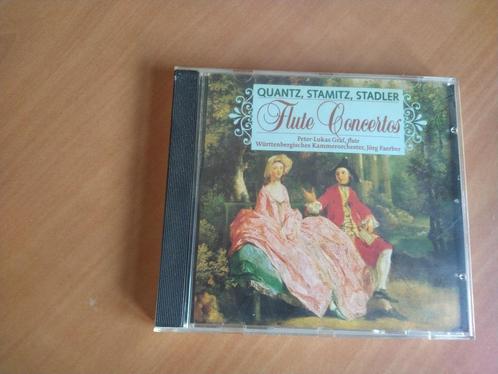 QUANTZ, STAMITZ, STADLER
Flute Concertos
Peter-Lukas Graf, flute
Württembergisches Kammerorchester, Jörg Faerber